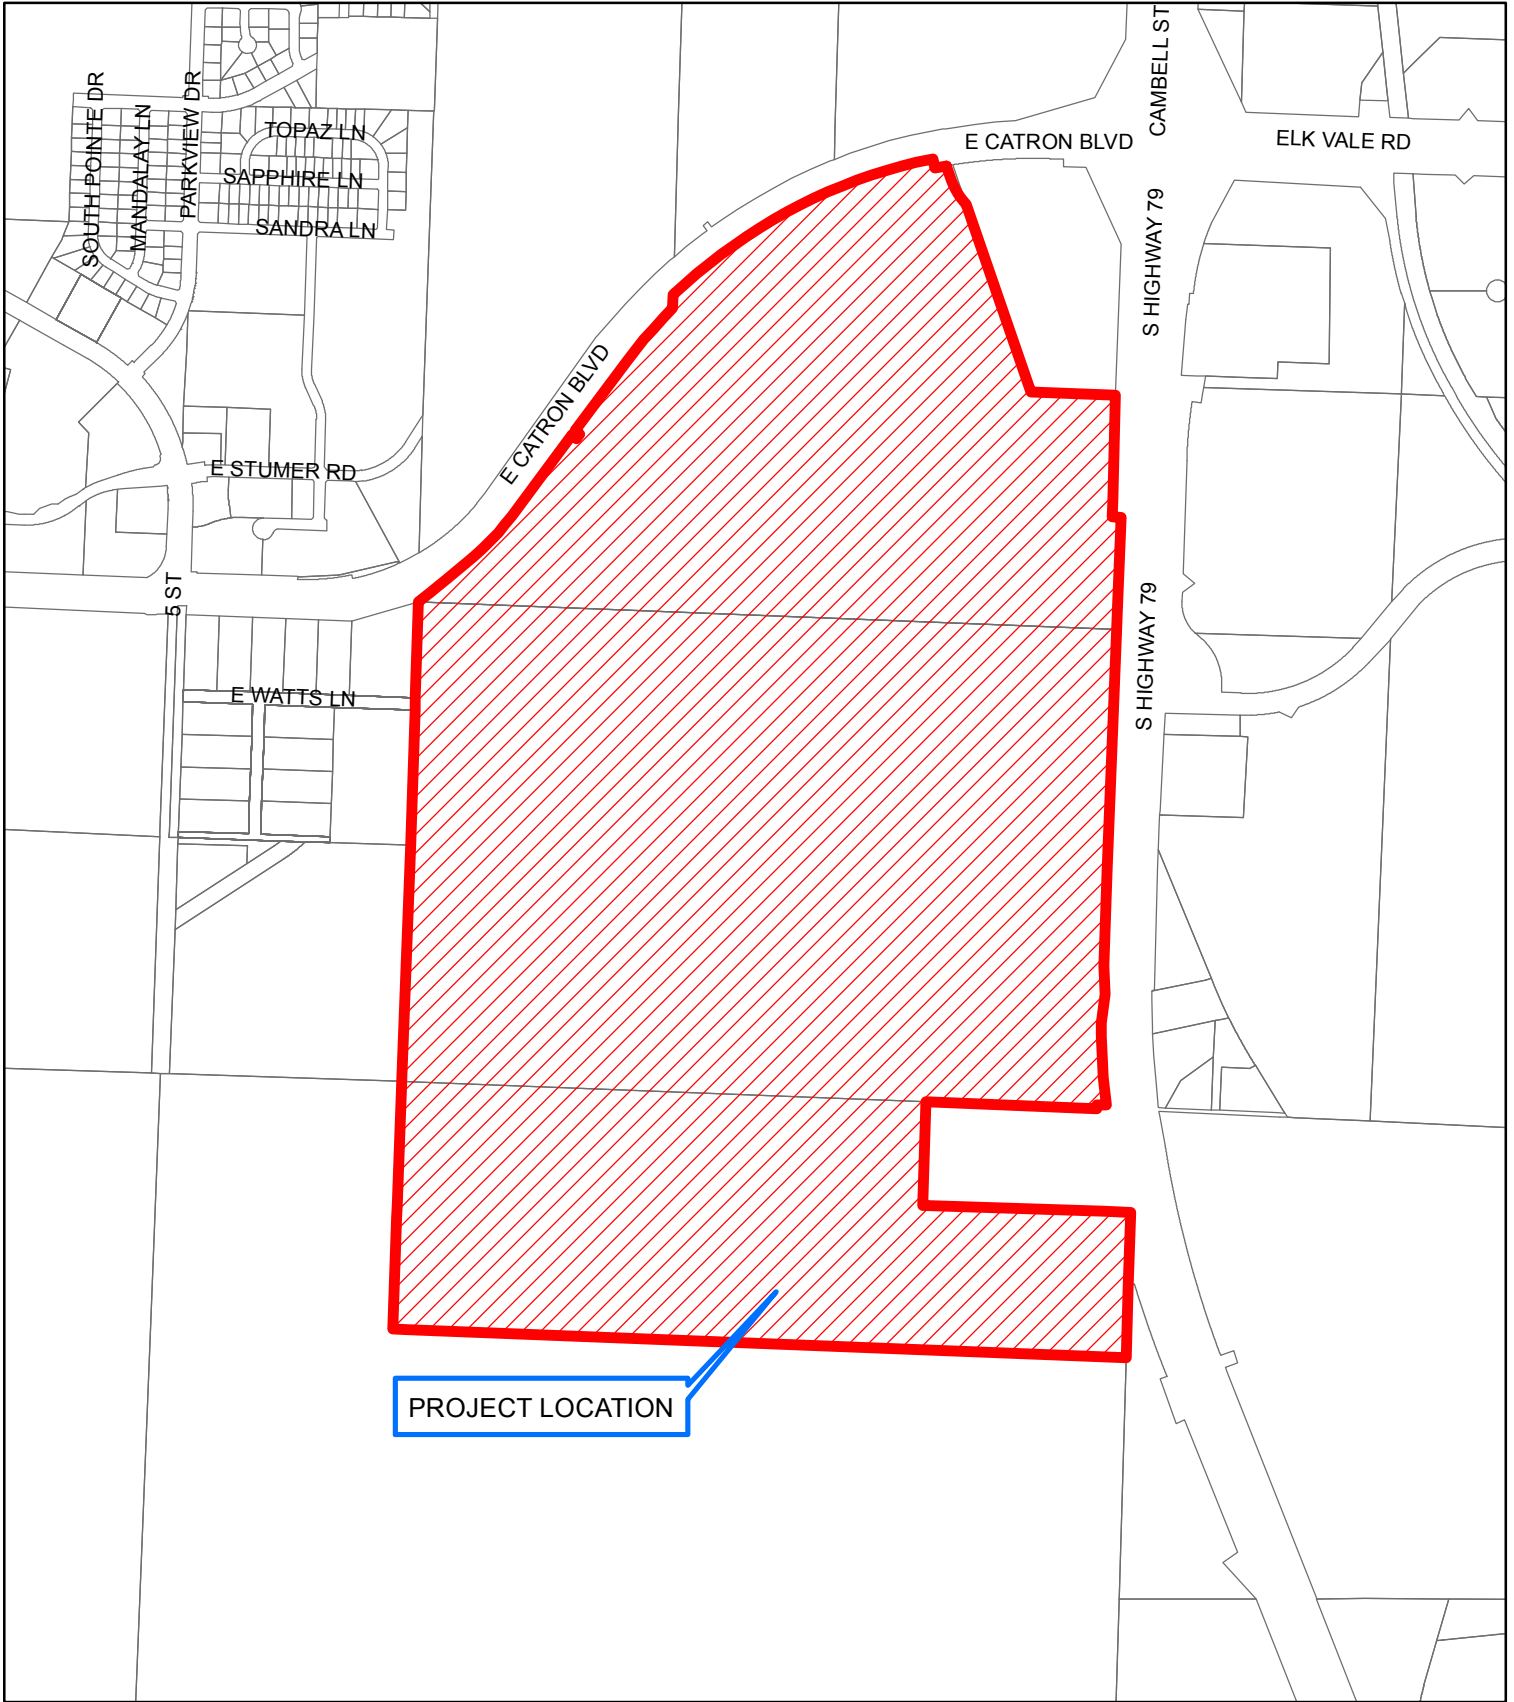 CAMBELL ST
SOUTH POINTE DR
MANDALAY LN
PARKVIEW DR
TOPAZ LN
E CATRON BLVD
ELK VALE RD
SAPPHIRE LN
SANDRA LN
S HIGHWAY 79
E CATRON BLVD
E STUMER RD
5 ST
S HIGHWAY 79
E WATTS LN
PROJECT LOCATION